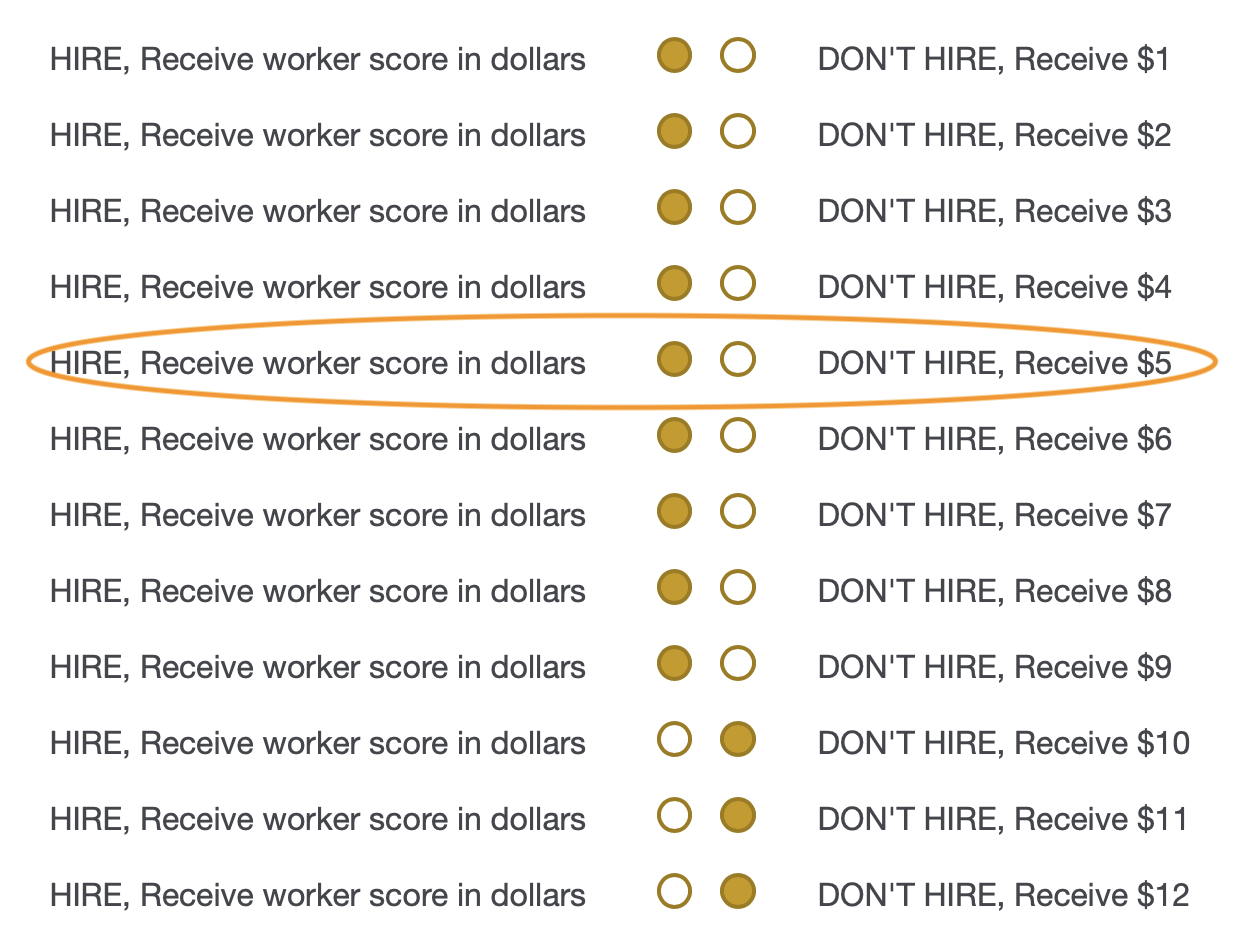 HIRE, Receive worker score in dollars DON'T HIRE, Receive $1
HIRE, Receive worker score in dollars DON'T HIRE, Receive $2
HIRE, Receive worker score in dollars DON'T HIRE, Receive $3
HIRE, Receive worker score in dollars DON'T HIRE, Receive $4
HIRE, Receive worker score in dollars DON'T HIRE, Receive $5
HIRE, Receive worker score in dollars DON'T HIRE, Receive $6
HIRE, Receive worker score in dollars DON'T HIRE, Receive $7
HIRE, Receive worker score in dollars DON'T HIRE, Receive $8
HIRE, Receive worker score in dollars DON'T HIRE, Receive $9
HIRE, Receive worker score in dollars DON'T HIRE, Receive $10
HIRE, Receive worker score in dollars DON'T HIRE, Receive $11
HIRE, Receive worker score in dollars DON'T HIRE, Receive $12